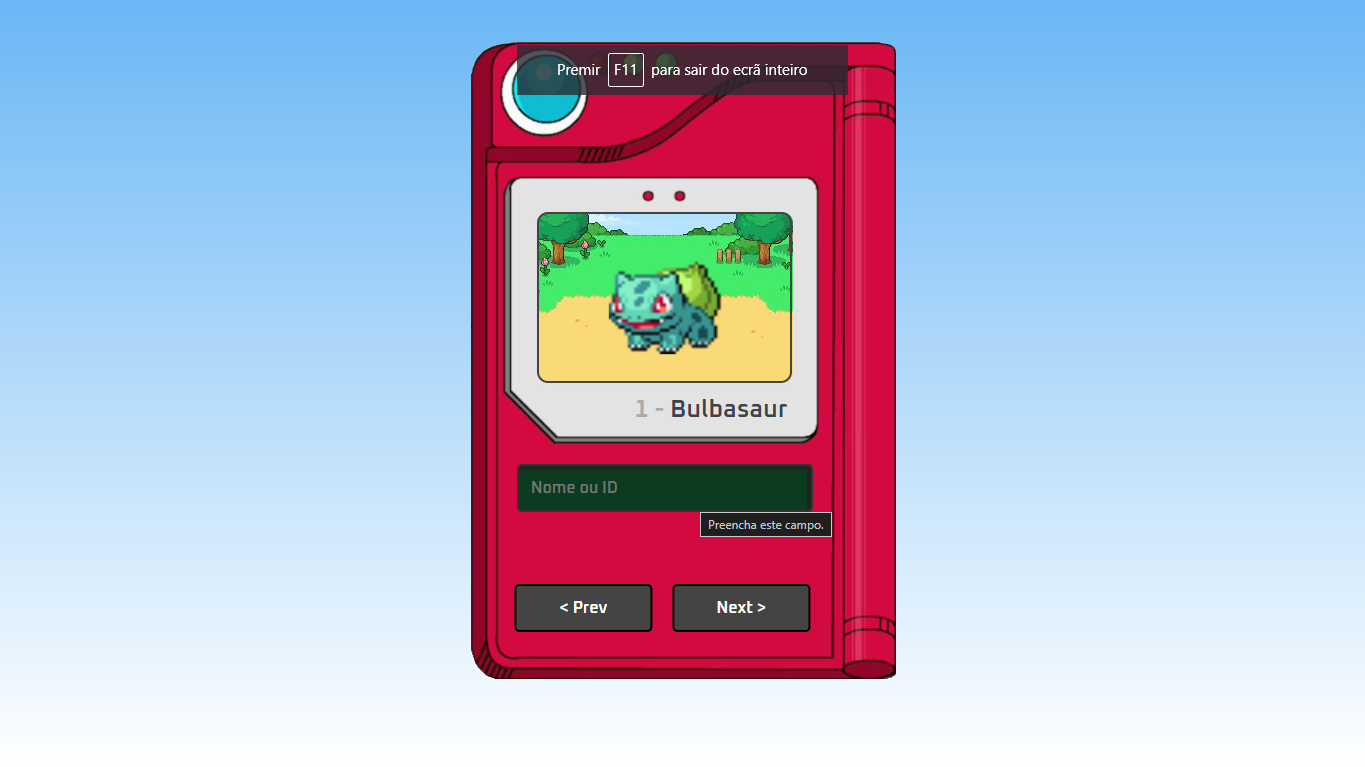 Premir F11 para sair do ecrã inteiro
1 - Bulbasaur
Nome ou ID
Preencha este campo.
< Prev
Next >